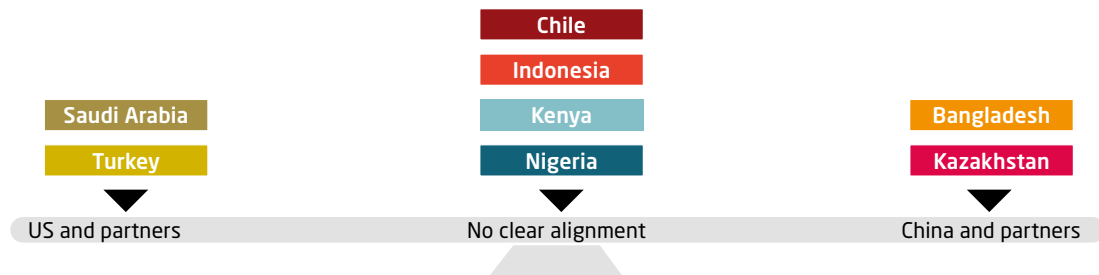 Chile
Indonesia
Saudi Arabia
Kenya
Bangladesh
Turkey
Nigeria
Kazakhstan
US and partners
No clear alignment
China and partners